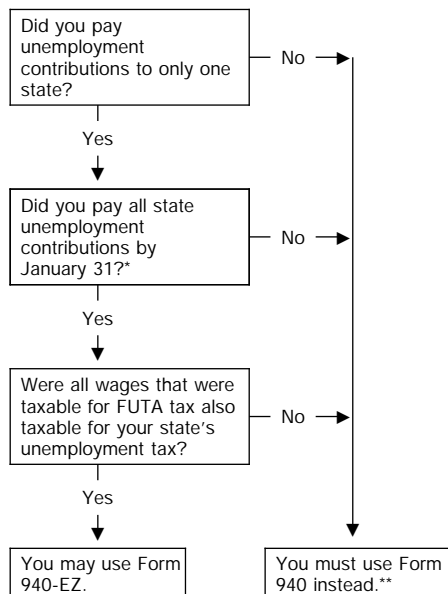 Did you pay
unemployment
contributions to only one
state?
No
Yes
Did you pay all state
unemployment
contributions by
January 31?*
No
Yes
Were all wages that were
taxable for FUTA tax also
taxable for your state's
unemployment tax?
No
Yes
You may use Form
940-EZ.
You must use Form
940 instead.**